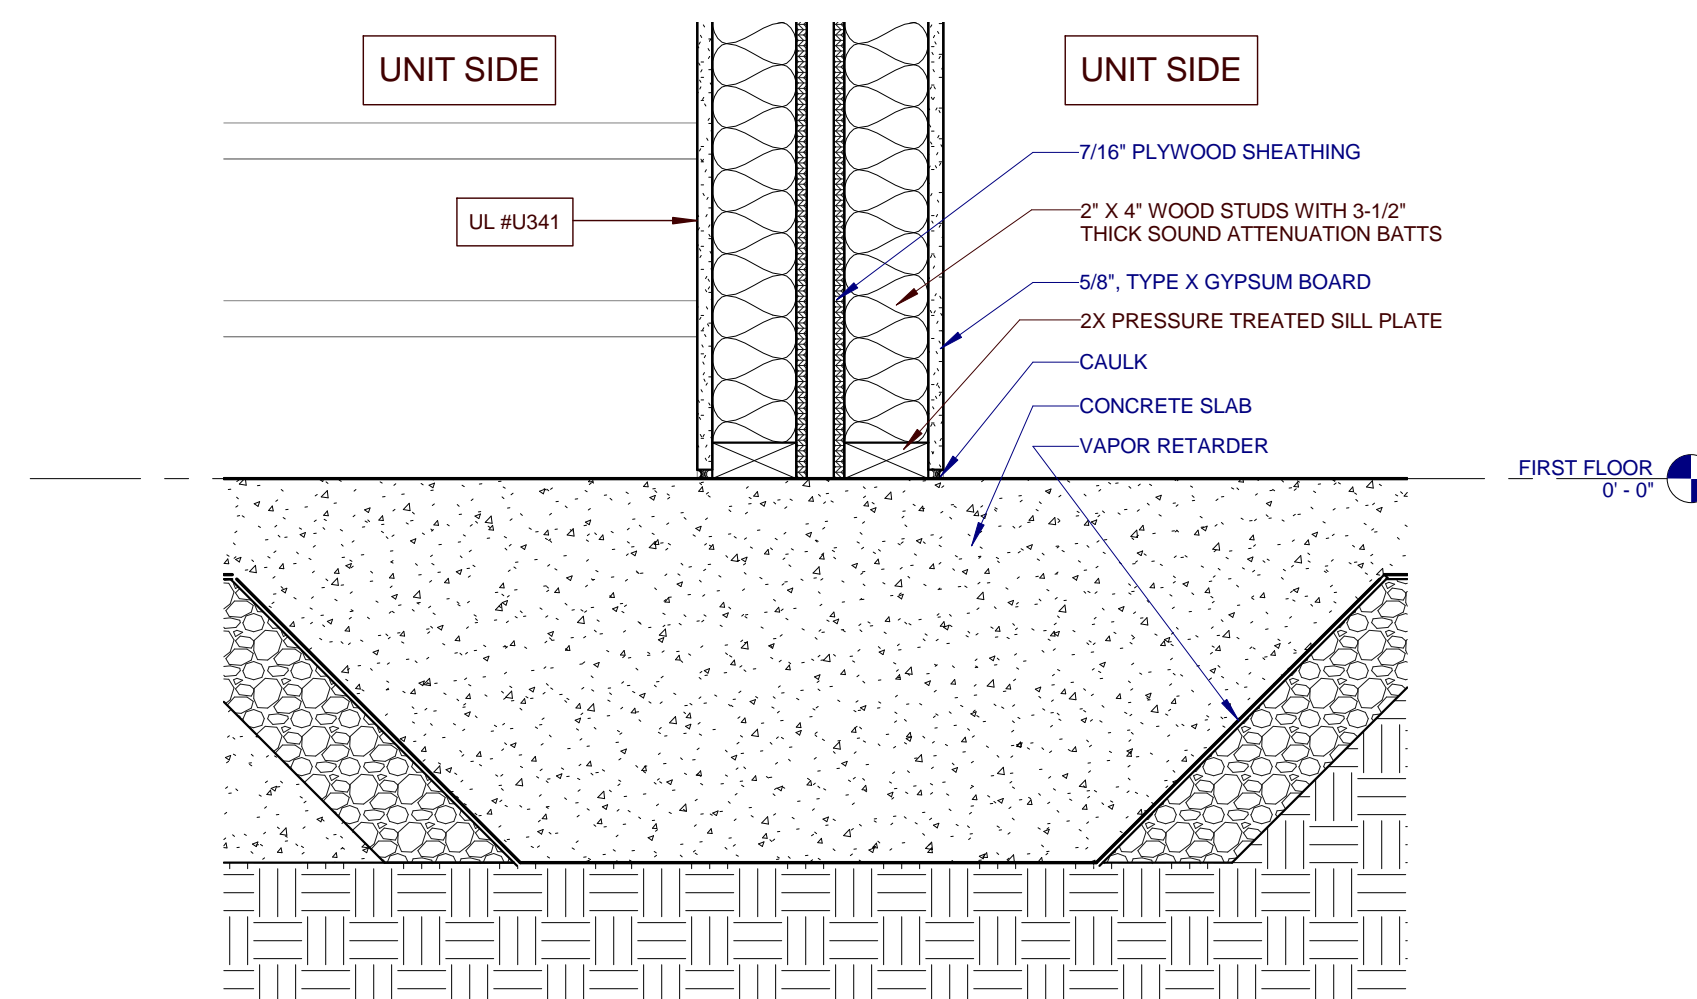 UNIT SIDE
UNIT SIDE
7/16" PLYWOOD SHEATHING
2" X 4" WOOD STUDS WITH 3-1/2"
THICK SOUND ATTENUATION BATTS
UL #U341
5/8", TYPE X GYPSUM BOARD
2X PRESSURE TREATED SILL PLATE
CAULK
CONCRETE SLAB
VAPOR RETARDER
FIRST FLOOR
0' - 0"